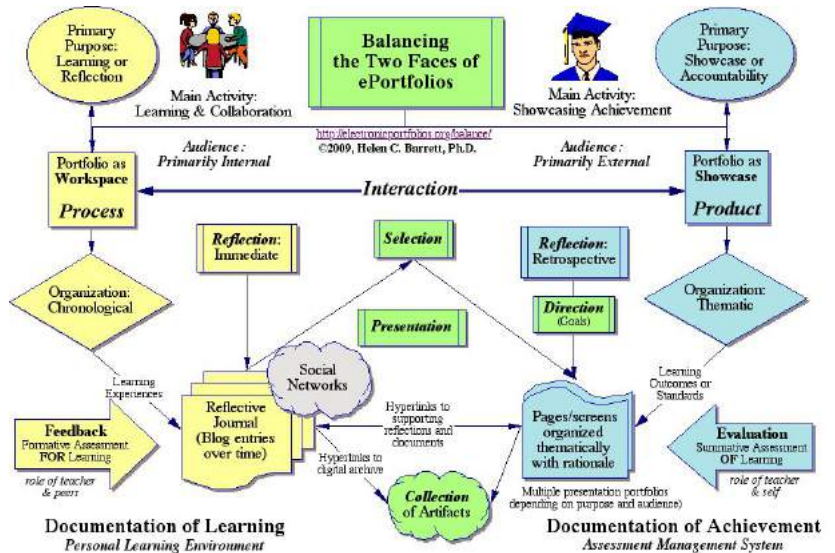 Primary
Purpose:
Learning or
Reflection
Main Activity:
Learning & Collaboration
Balancing
the Two Faces of
ePortfolios
Main Activity:
Showcasing Achievement
Primary
Purpose:
Showcase or
Accountability
http://electronicportfolios.org/balance/
©2009, Helen C. Barrett, Ph.D.
Audience:
Primarily Internal
Audience:
Primarily External
Portfolio as
Workspace
Process
Interaction
Portfolio as
Showcase
Product
Reflection:
Immediate
Selection
Reflection:
Retrospective
Organization:
Chronological
Presentation
Direction
(Goals)
Organization:
Thematic
Learning
Experiences
Social
Networks
Learning
Outcomes or
Standards
Feedback
Formative Assessment
FOR Learning
role of teacher
& peers
Reflective
Journal
(Blog entries
over time)
Hyperlinks to
supporting
reflections and
documents
Hyperlinks to
digital archive
Collection
of Artifacts
Pages/screens
organized
thematically
with rationale
Multiple presentation portfolios
depending on purpose and audience)
Evaluation
Summative Assessment
OF Learning
role of teacher
& self
Documentation of Learning
Personal Learning Environment
Documentation of Achievement
Assessment Management System